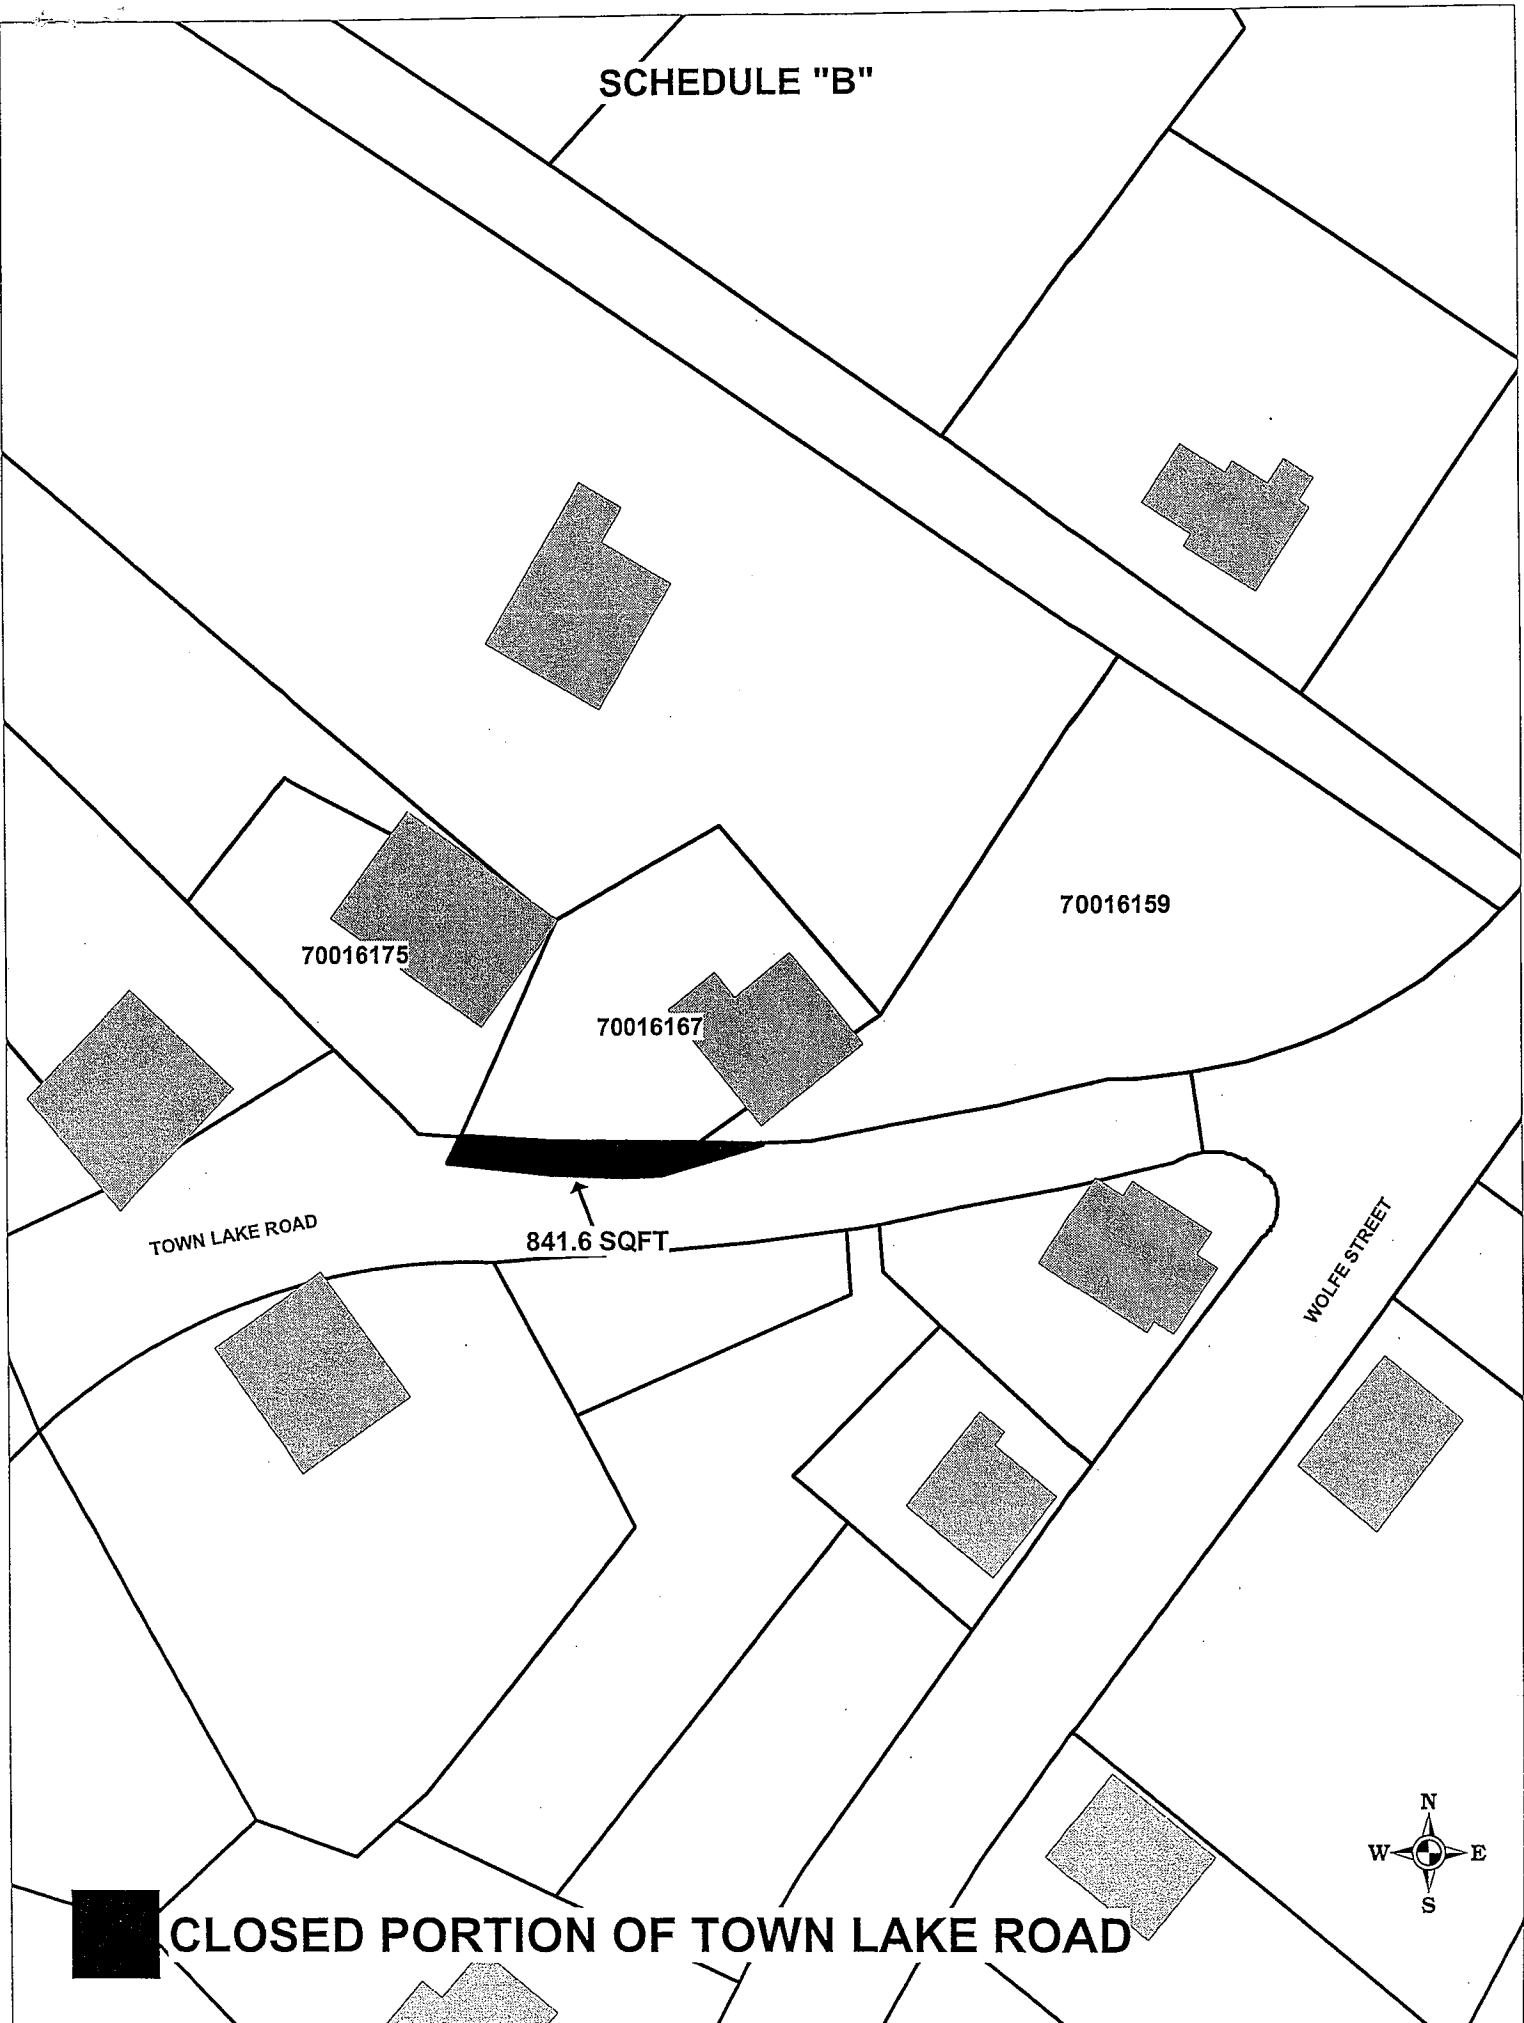 SCHEDULE "B"
70016159
70016175
70016167
TOWN LAKE ROAD
841.6 SQFT
WOLFE STREET
N
W E
S
CLOSED PORTION OF TOWN LAKE ROAD